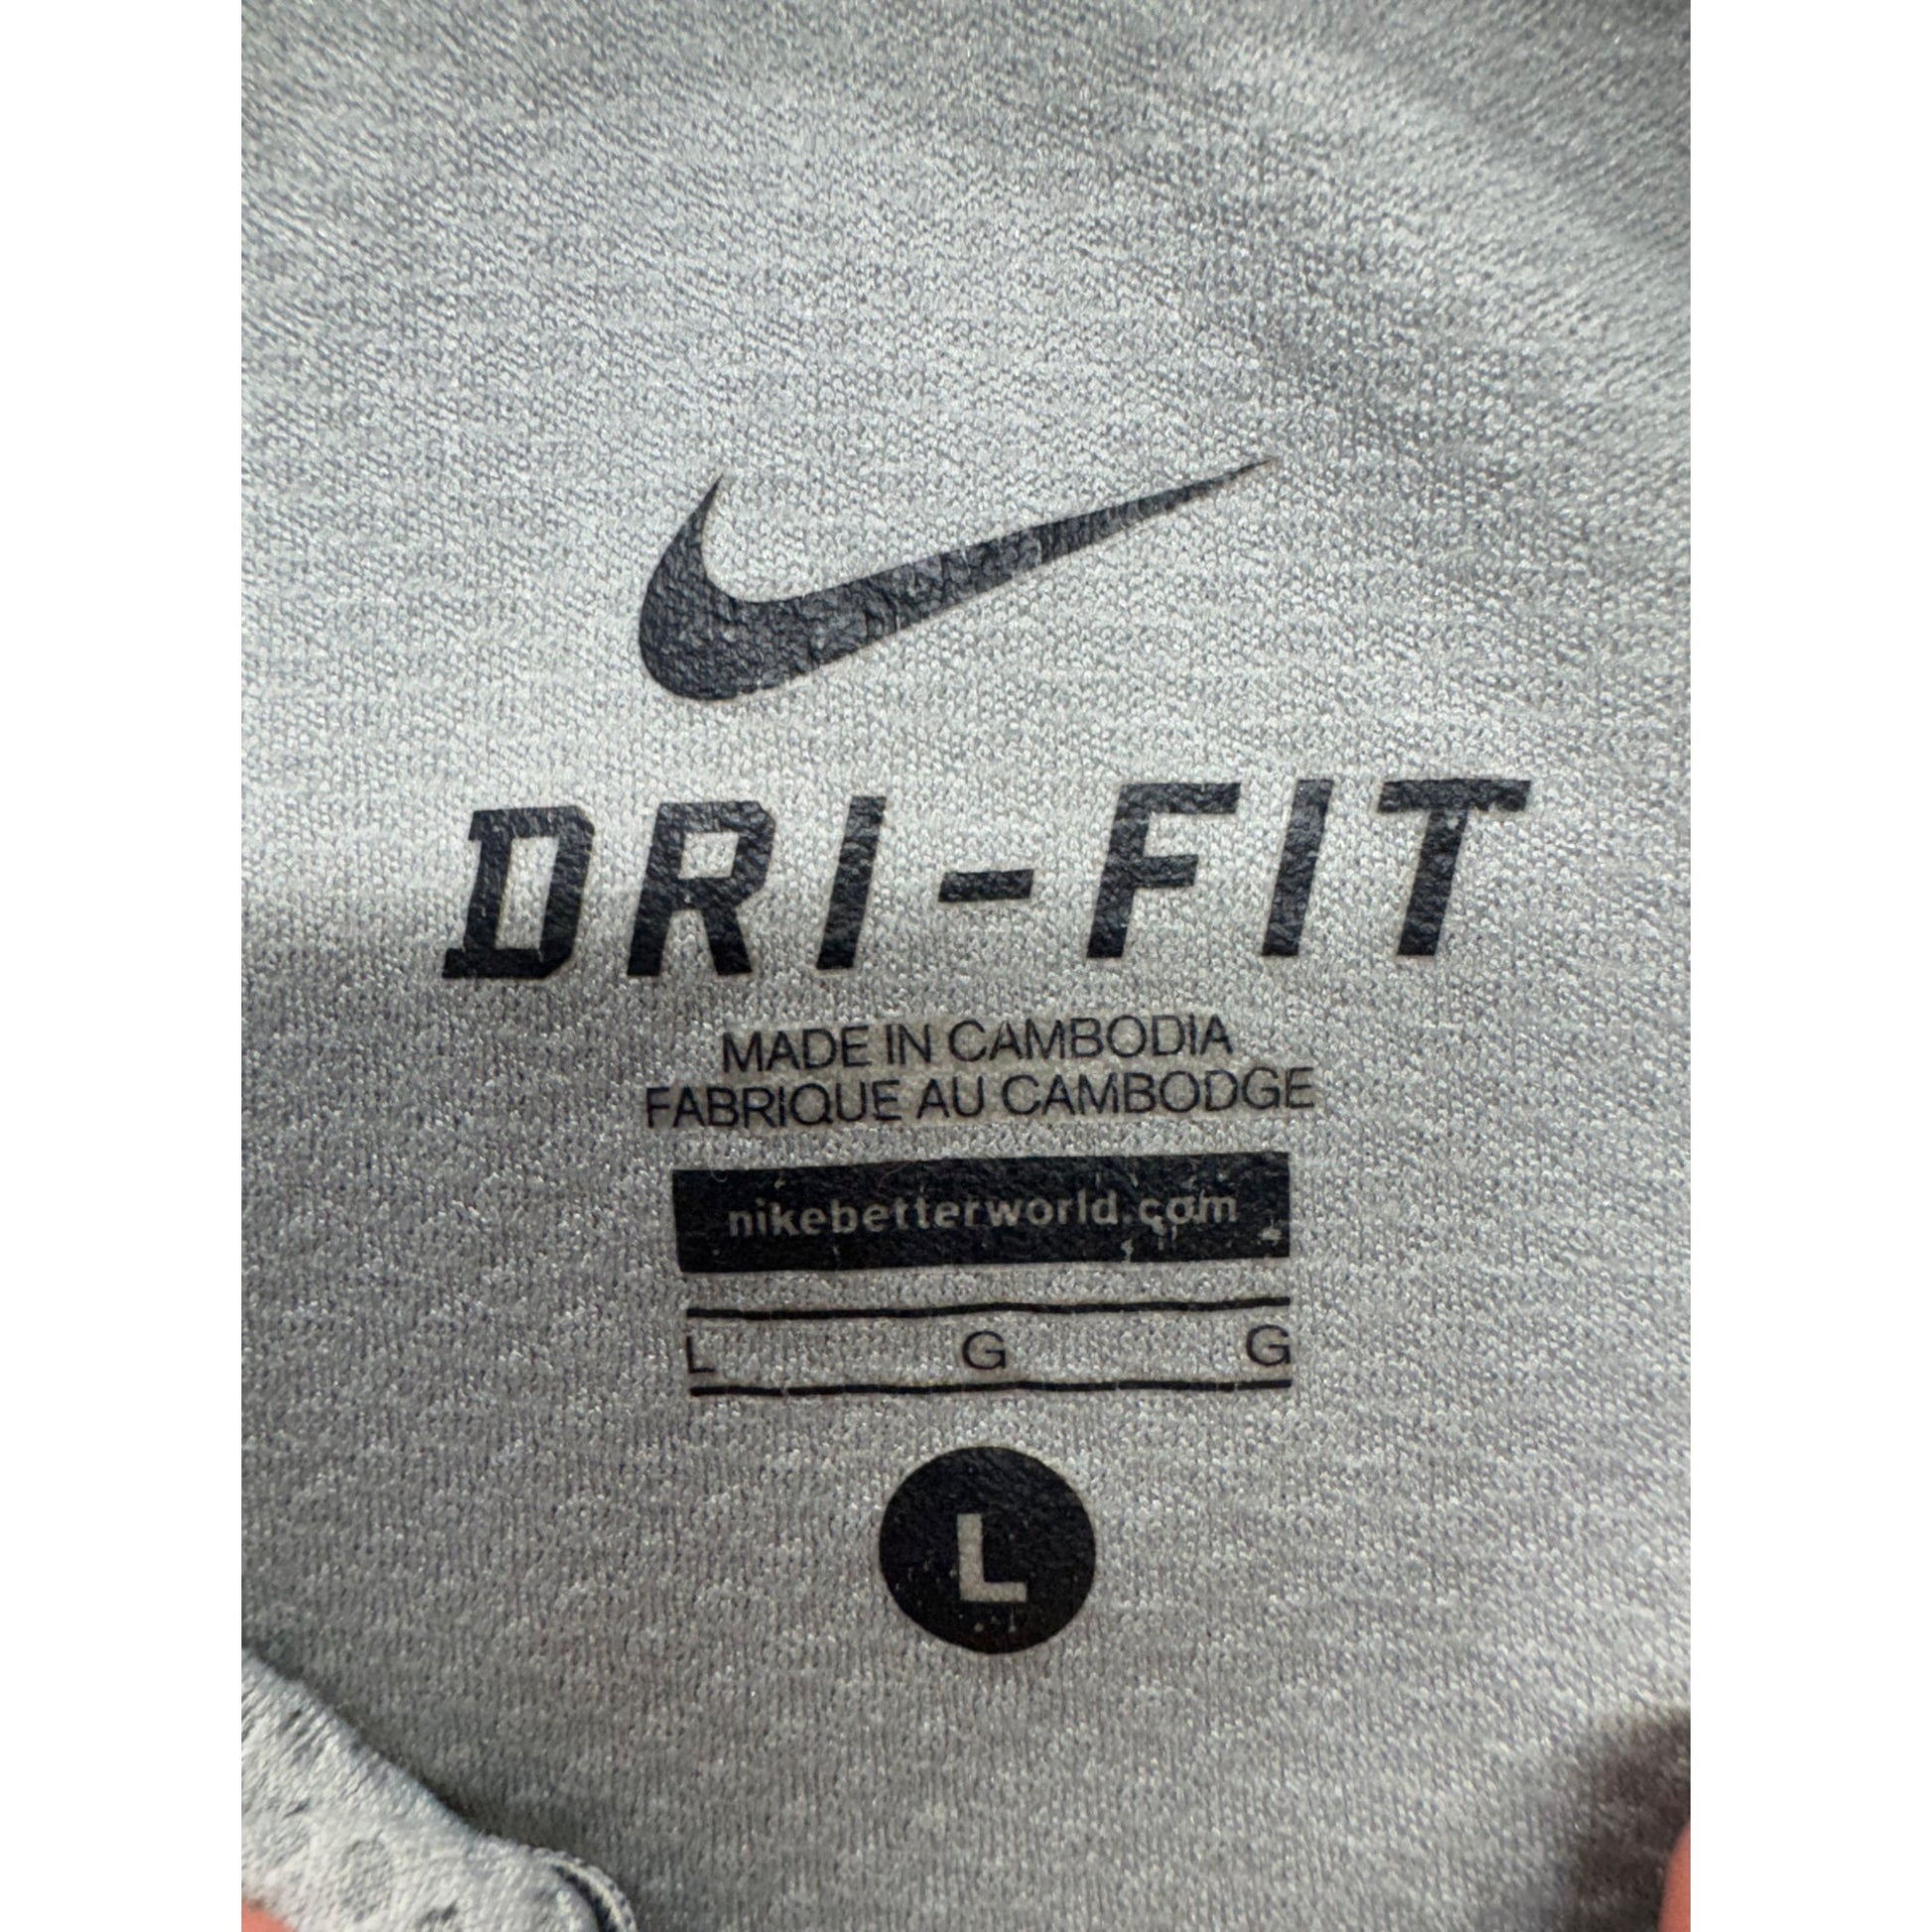 DRI-FIT
MADE IN CAMBODIA
FABRIQUE AU CAMBODGE
nikebetterworld.com
L G G
L